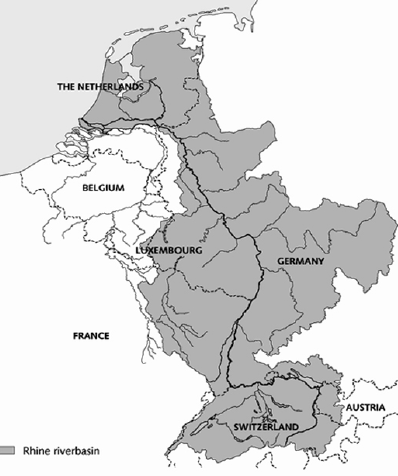 THE NETHERLANDS
BELGIUM
LUXEMBOURG
GERMANY
FRANCE
AUSTRIA
SWITZERLAND
Rhine riverbasin